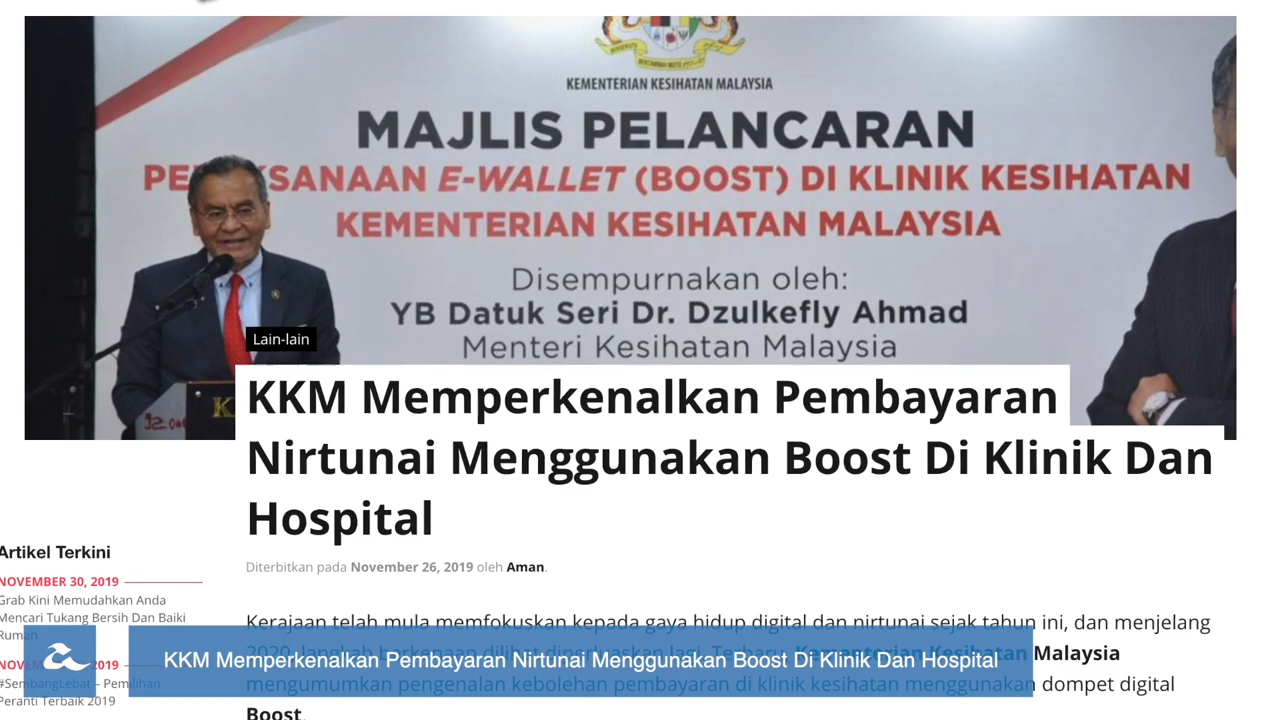 KEMENTERIAN KESIHATAN MALAYSIA
MAJLIS PELANCARAN
SANAAN E-WALLET (BOOST) DI KLINIK KESIHATAN
KEMENTERIAN KESIHATAN MALAYSIA
Disempurnakan oleh:
YB Datuk Seri Dr. Dzulkefly Ahmad
Menteri Kesihatan Malaysia
Lain-lain
KKM Memperkenalkan Pembayaran
Nirtunai Menggunakan Boost Di Klinik Dan
Hospital
Diterbitkan pada November 26, 2019 oleh Aman.
Artikel Terkini
NOVEMBER 30, 2019
Grab Kini Memudahkan Anda
Mencari Tukang Bersih Dan Baiki
Rumah
2019
#SembangLebat – Pemilihan
Peranti Terbaik 2019
Kerajaan telah mula memfokuskan kepada gaya hidup digital dan nirtunai sejak tahun ini, dan menjelang
Kementerian Kesihatan Malaysia
mengumumkan pengenalan kebolehan pembayaran di klinik kesihatan menggunakan dompet digital
Boost.
KKM Memperkenalkan Pembayaran Nirtunai Menggunakan Boost Di Klinik Dan Hospital